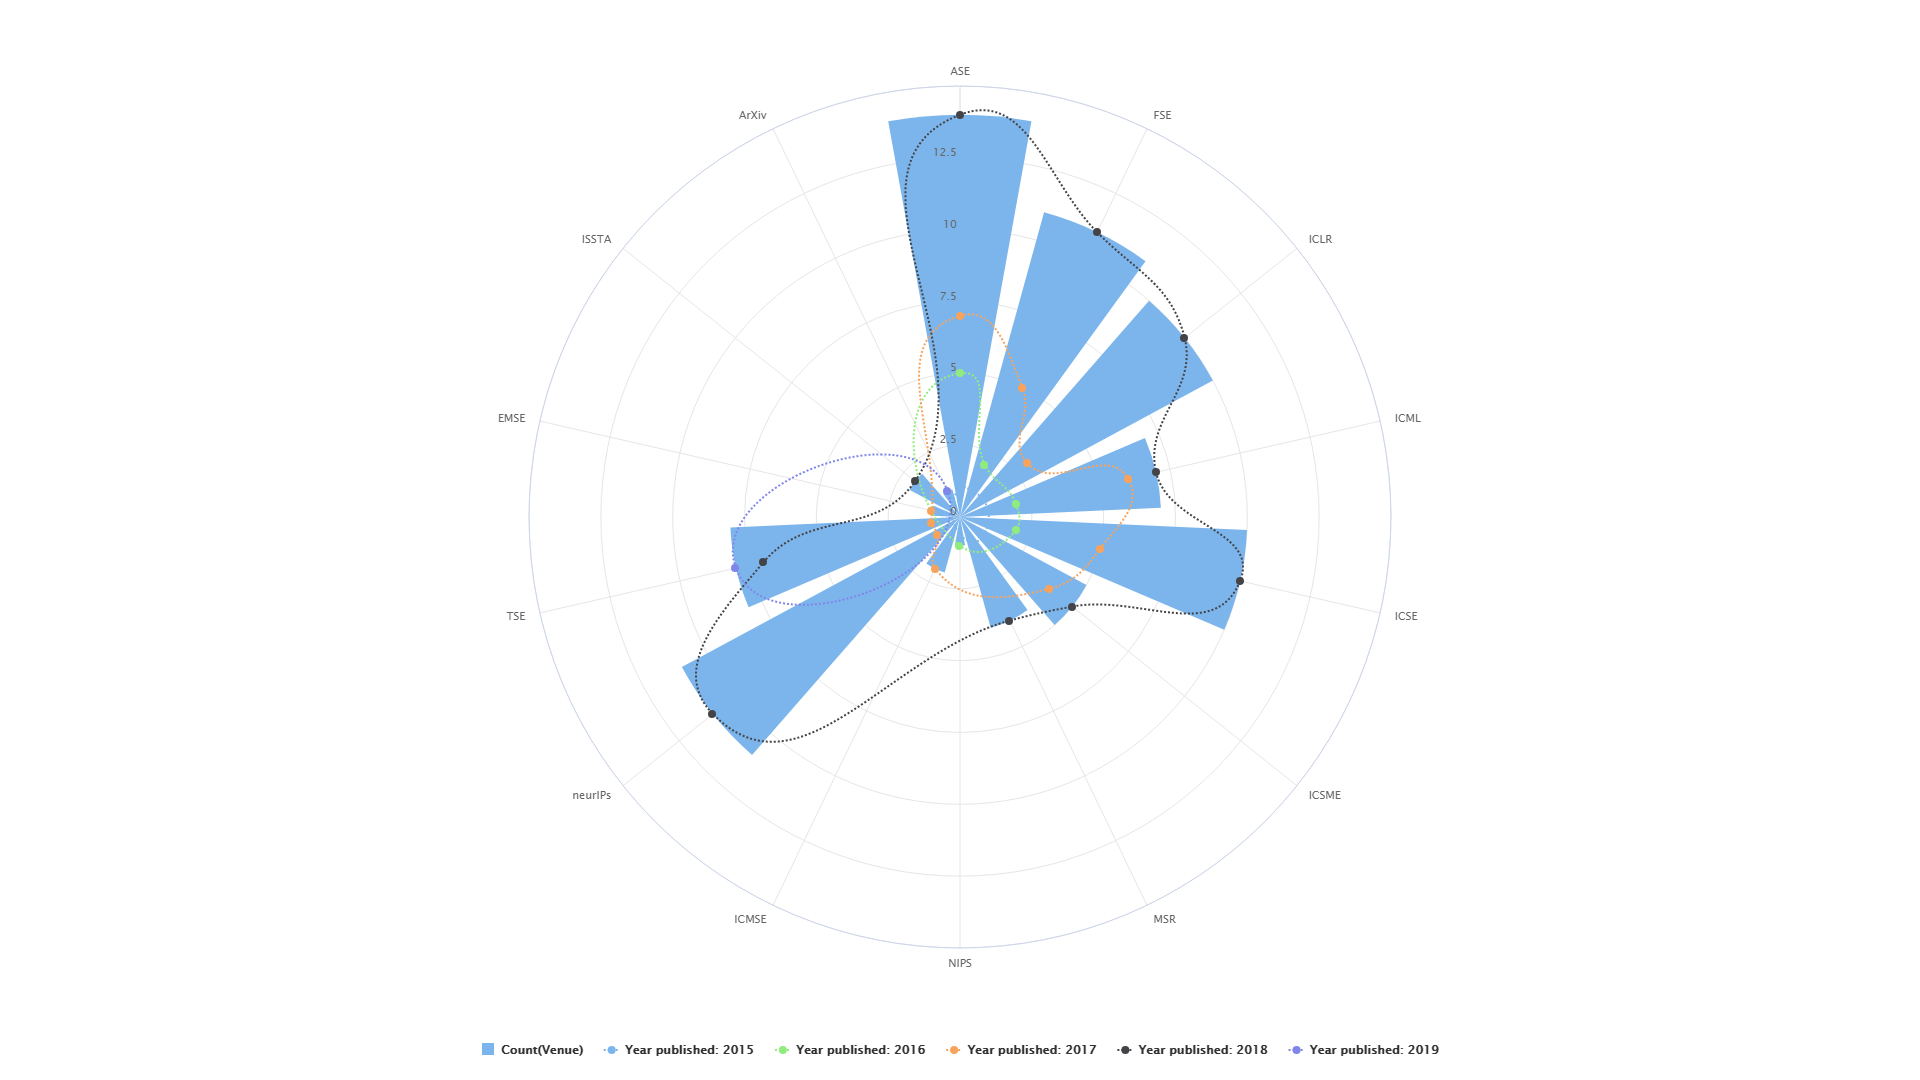 ASE
ArXiv
FSE
12.5
10
ISSTA
ICLR
7.5
5
EMSE
ICML
2.5
0
TSE
ICSE
neurIPs
ICSME
ICMSE
MSR
NIPS
Count(Venue) Year published: 2015 Year published: 2016 Year published: 2017 Year published: 2018 Year published: 2019